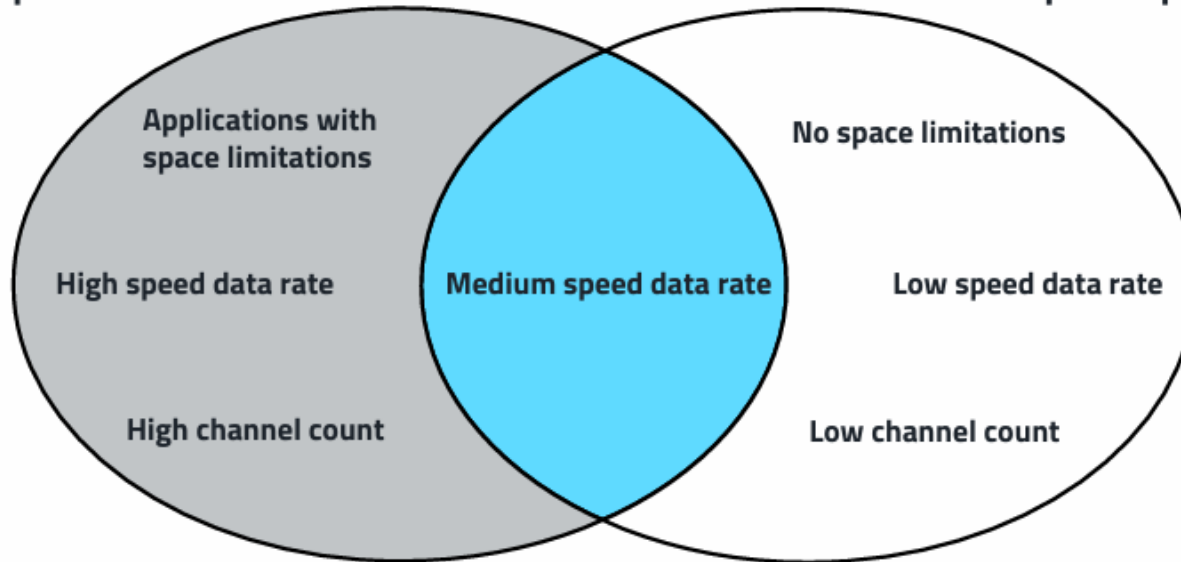 Applications with
space limitations
No space limitations
High speed data rate
Medium speed data rate
Low speed data rate
High channel count
Low channel count